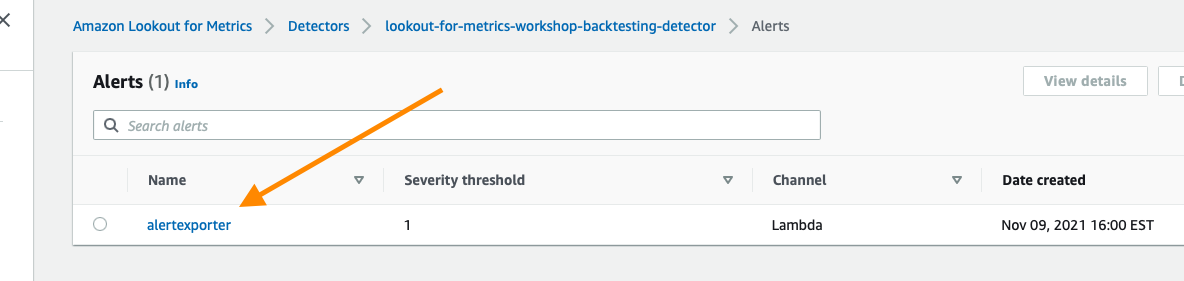 Amazon Lookout for Metrics > Detectors > lookout-for-metrics-workshop-backtesting-detector > Alerts
Alerts (1) Info
View details
Search alerts
Name Severity threshold Channel Date created
alertexporter 1 Lambda Nov 09, 2021 16:00 EST